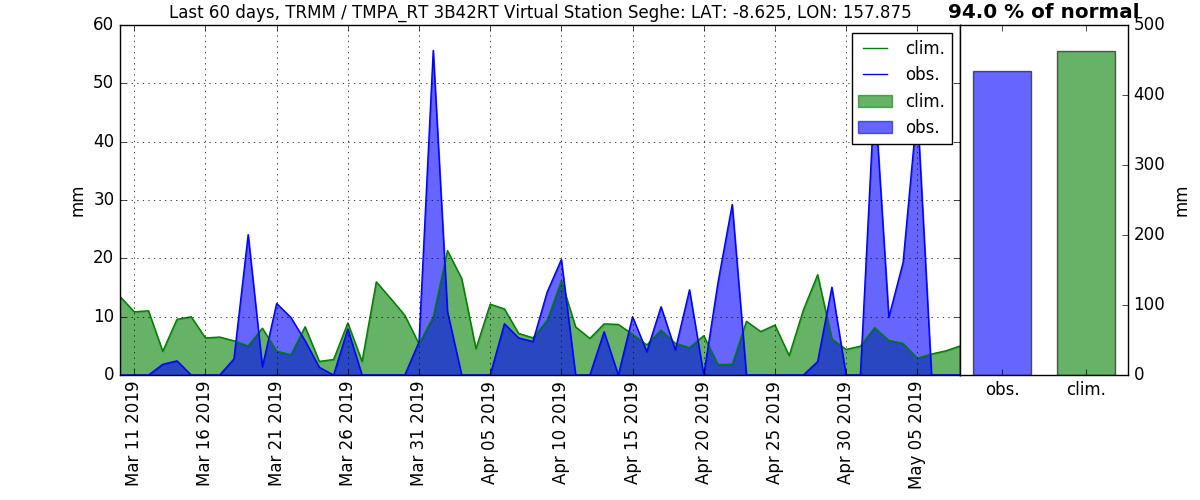 Last 60 days, TRMM / TMPA_RT 3B42RT Virtual Station Seghe: LAT: -8.625, LON: 157.875
94.0 % of normal
60
50
40
30
20
10
0
mm
clim.
obs.
clim.
obs.
500
400
300
200
100
0
mm
Mar 11 2019
Mar 16 2019
Mar 21 2019
Mar 26 2019
Mar 31 2019
Apr 05 2019
Apr 10 2019
Apr 15 2019
Apr 20 2019
Apr 25 2019
Apr 30 2019
May 05 2019
obs.
clim.